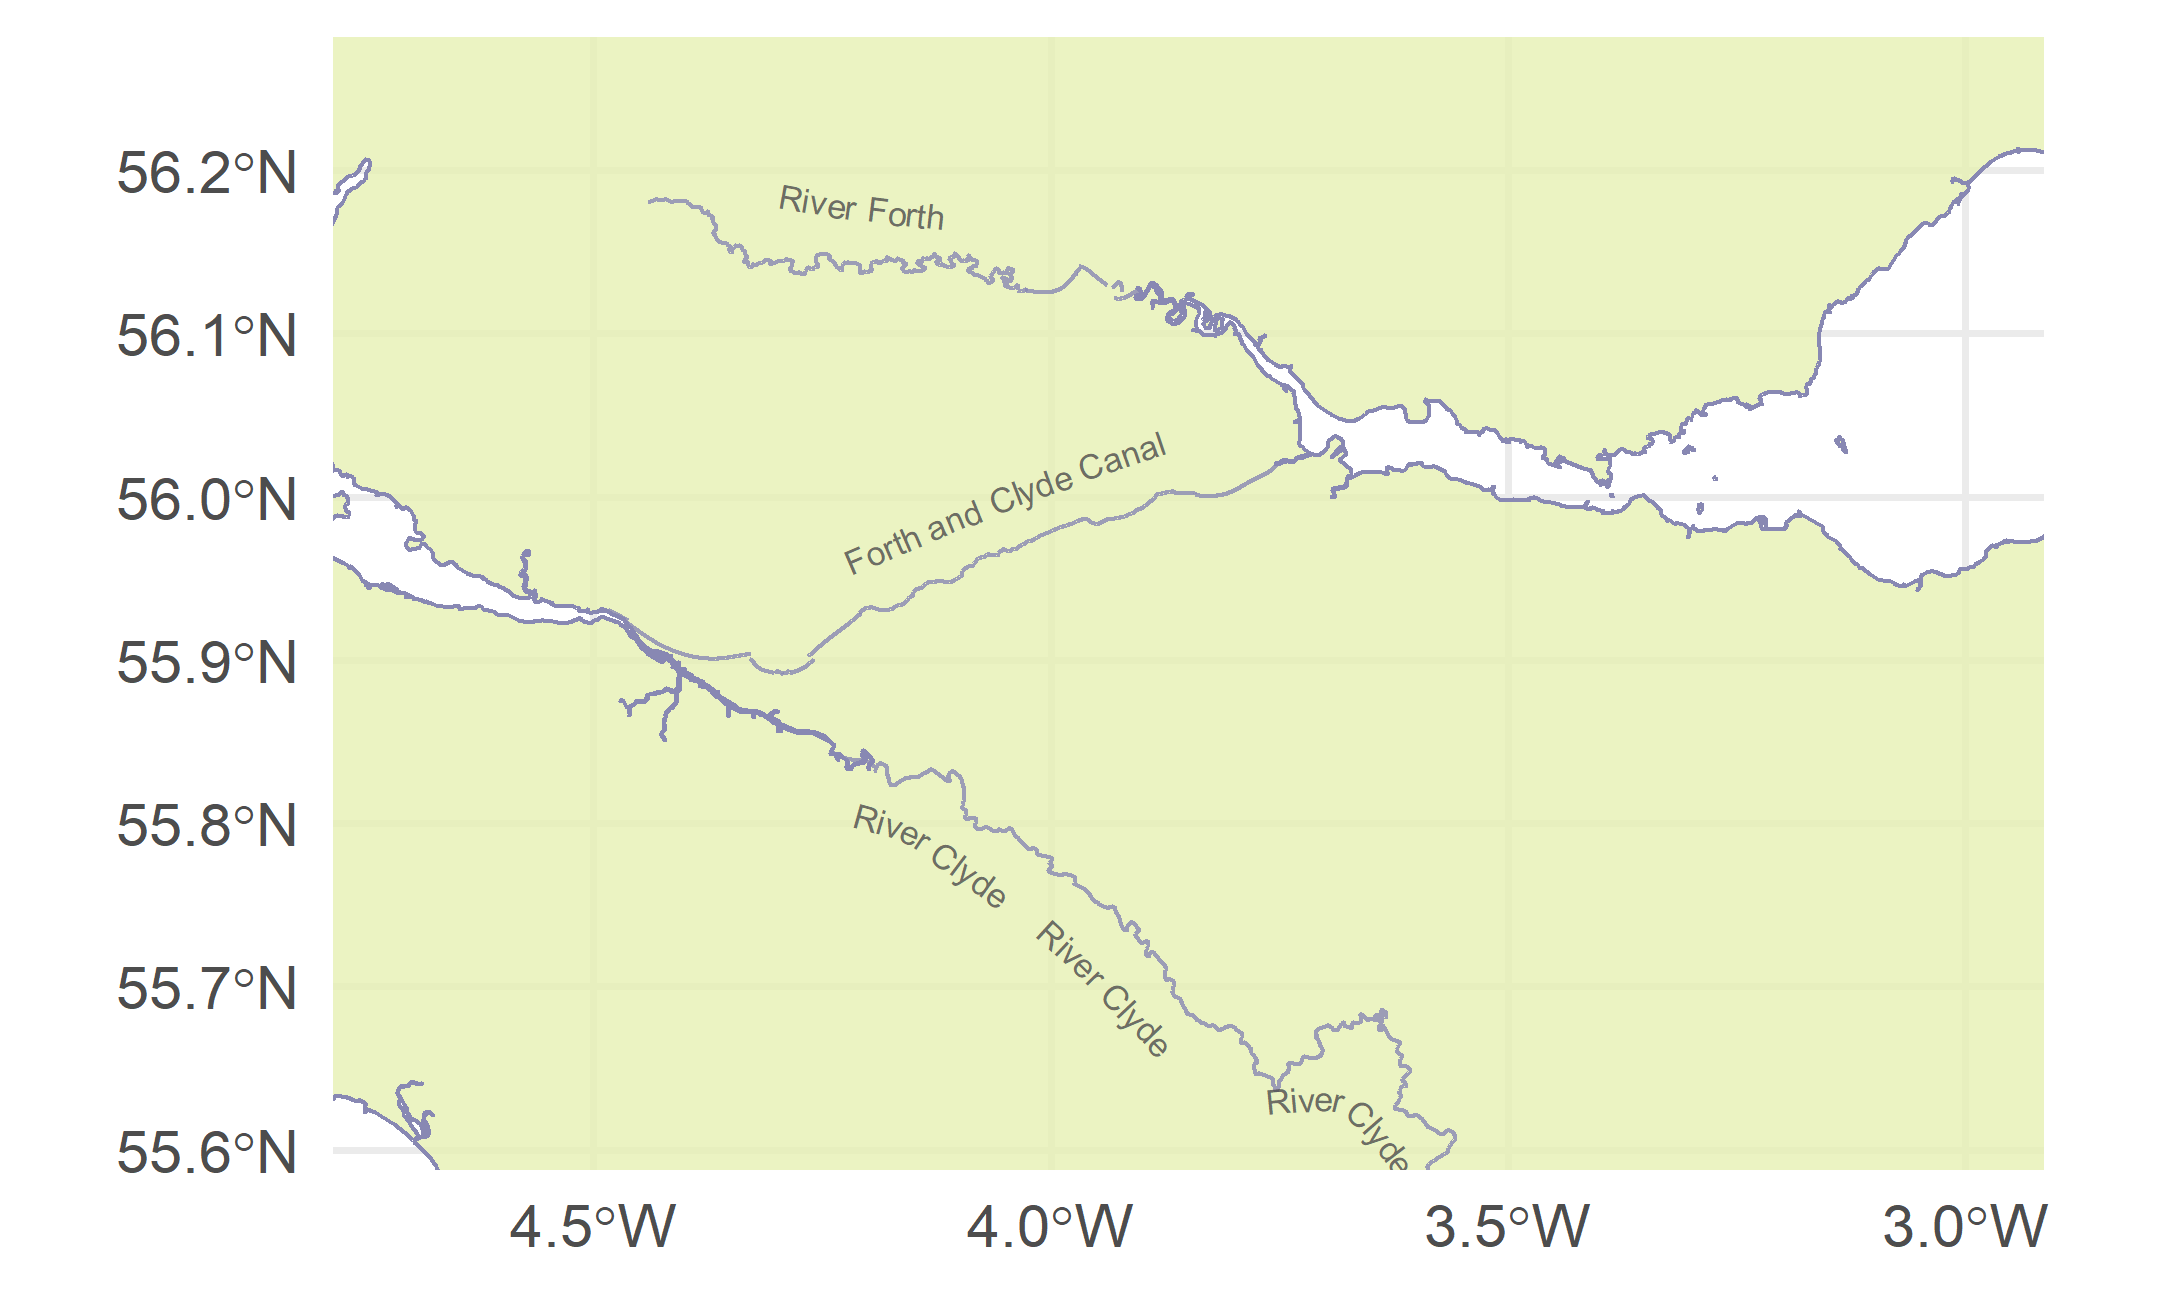 56.2°N
River Forth
56.1°N
Forth and Clyde Canal
56.0°N
55.9°N
55.8°N
River Clyde
River Clyde
55.7°N
River Clyde
55.6°N
4.5°W
4.0°W
3.5°W
3.0°W